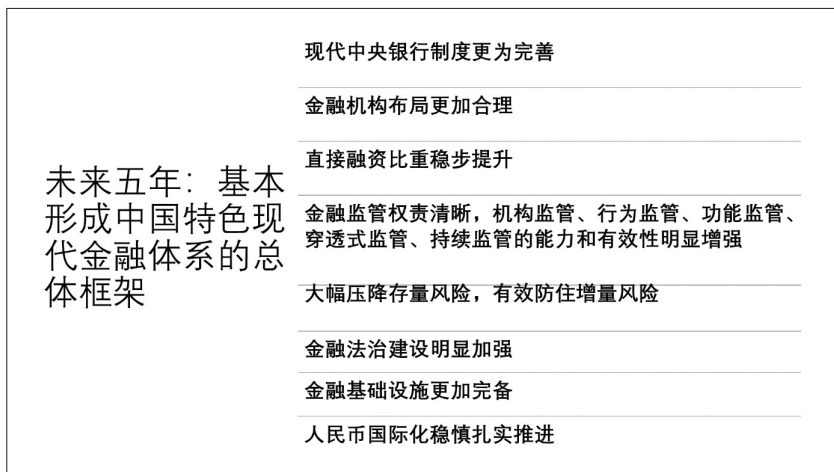 未来五年：基本
形成中国特色现
代金融体系的总
体框架
现代中央银行制度更为完善
金融机构布局更加合理
直接融资比重稳步提升
金融监管权责清晰，机构监管、行为监管、功能监管、
穿透式监管、持续监管的能力和有效性明显增强
大幅压降存量风险，有效防住增量风险
金融法治建设明显加强
金融基础设施更加完备
人民币国际化稳慎扎实推进